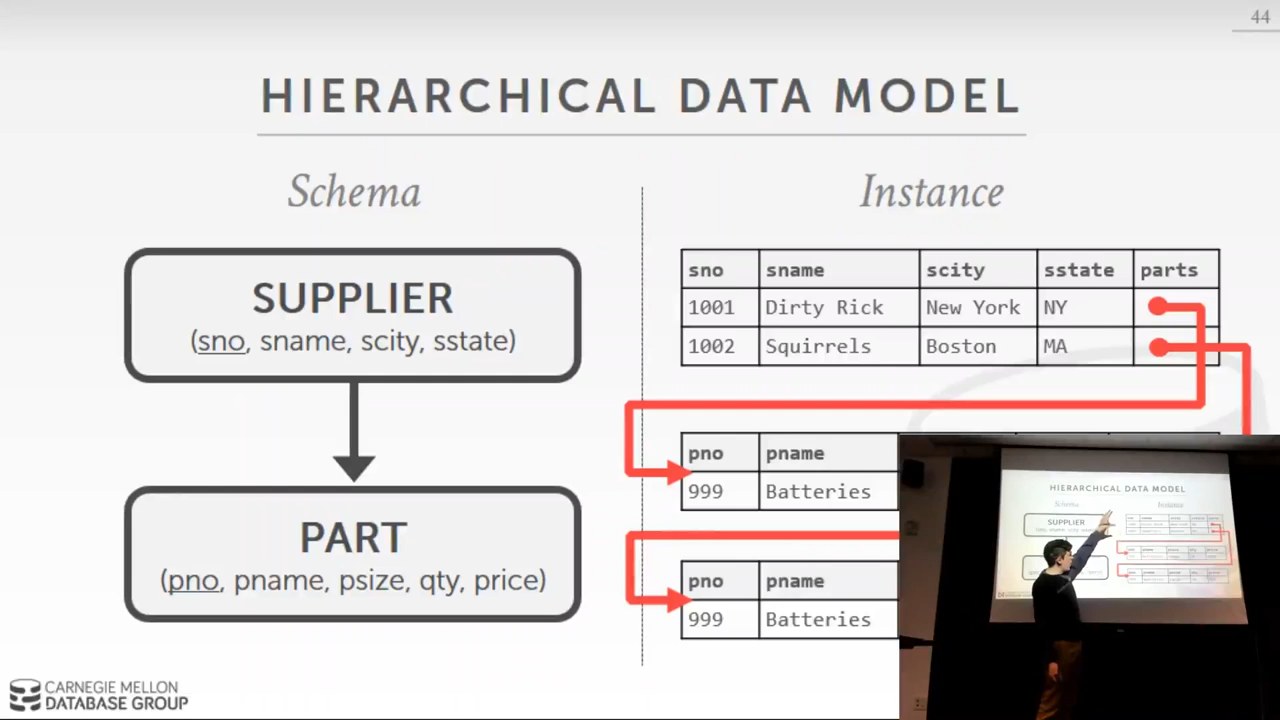 44
HIERARCHICAL DATA MODEL
Schema
Instance
SUPPLIER
(sno, sname, scity, sstate)
PART
(pno, pname, psize, qty, price)
sno sname scity sstate parts
1001 Dirty Rick New York NY
1002 Squirrels Boston MA
pno pname
999 Batteries
pno pname
999 Batteries
CARNEGIE MELLON
DATABASE GROUP
HIERARCHICAL DATA MODEL
Schema
Instance
SUPPLIER